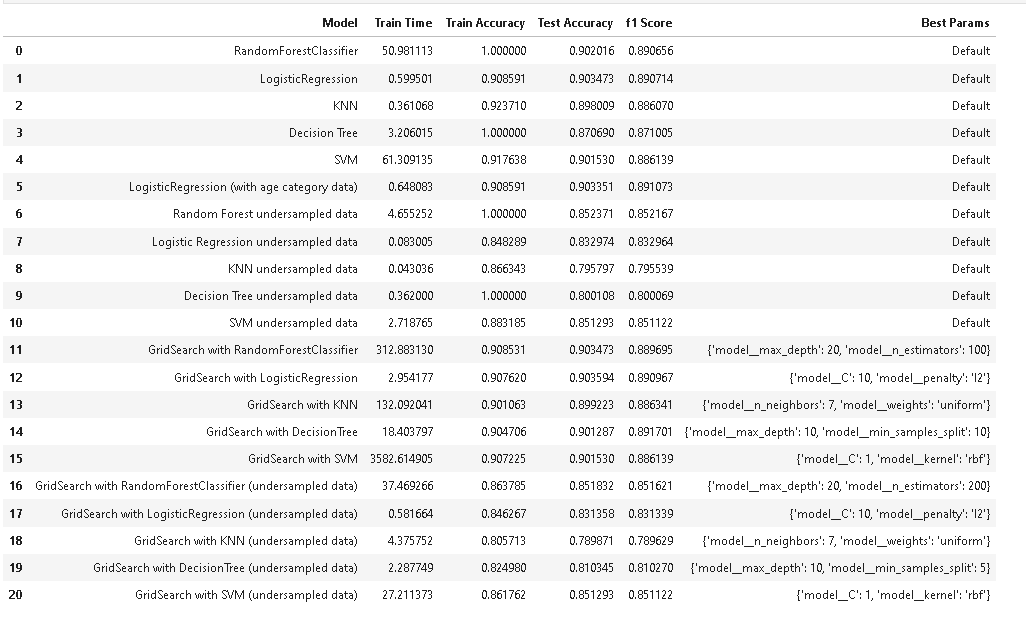 Model Train Time Train Accuracy Test Accuracy f1 Score Best Params
0 RandomForestClassifier 50.981113 1.000000 0.902016 0.890656 Default
1 LogisticRegression 0.599501 0.908591 0.903473 0.890714 Default
2 KNN 0.361068 0.923710 0.898009 0.886070 Default
3 Decision Tree 3.206015 1.000000 0.870690 0.871005 Default
4 SVM 61.309135 0.917638 0.901530 0.886139 Default
5 LogisticRegression (with age category data) 0.648083 0.908591 0.903351 0.891073 Default
6 Random Forest undersampled data 4.655252 1.000000 0.852371 0.852167 Default
7 Logistic Regression undersampled data 0.083005 0.848289 0.832974 0.832964 Default
8 KNN undersampled data 0.043036 0.866343 0.795797 0.795539 Default
9 Decision Tree undersampled data 0.362000 1.000000 0.800108 0.800069 Default
10 SVM undersampled data 2.718765 0.883185 0.851293 0.851122 Default
11 GridSearch with RandomForestClassifier 312.883130 0.908531 0.903473 0.889695 {'model__max_depth': 20, 'model__n_estimators': 100}
12 GridSearch with LogisticRegression 2.954177 0.907620 0.903594 0.890967 {'model__C': 10, 'model__penalty': 'l2'}
13 GridSearch with KNN 132.092041 0.901063 0.899223 0.886341 {'model__n_neighbors': 7, 'model__weights': 'uniform'}
14 GridSearch with DecisionTree 18.403797 0.904706 0.901287 0.891701 {'model__max_depth': 10, 'model__min_samples_split': 10}
15 GridSearch with SVM 3582.614905 0.907225 0.901530 0.886139 {'model__C': 1, 'model__kernel': 'rbf'}
16 GridSearch with RandomForestClassifier (undersampled data) 37.469266 0.863785 0.851832 0.851621 {'model__max_depth': 20, 'model__n_estimators': 200}
17 GridSearch with LogisticRegression (undersampled data) 0.581664 0.846267 0.831358 0.831339 {'model__C': 10, 'model__penalty': 'l2'}
18 GridSearch with KNN (undersampled data) 4.375752 0.805713 0.789871 0.789629 {'model__n_neighbors': 7, 'model__weights': 'uniform'}
19 GridSearch with DecisionTree (undersampled data) 2.287749 0.824980 0.810345 0.810270 {'model__max_depth': 10, 'model__min_samples_split': 5}
20 GridSearch with SVM (undersampled data) 27.211373 0.861762 0.851293 0.851122 {'model__C': 1, 'model__kernel': 'rbf'}